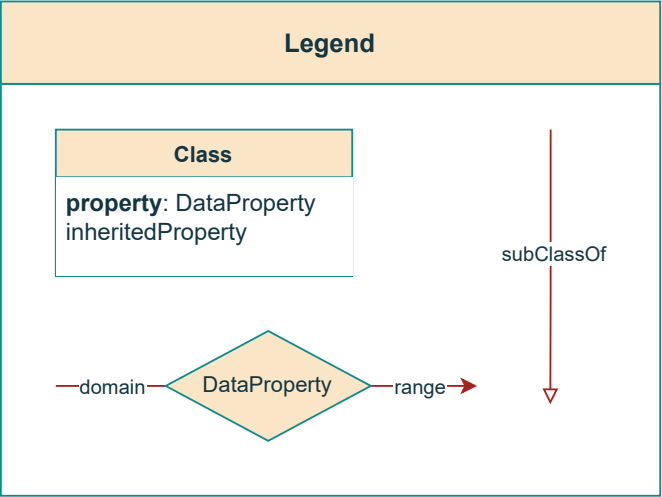 Legend
Class
property: DataProperty
inheritedProperty
subClassOf
domain
DataProperty
range